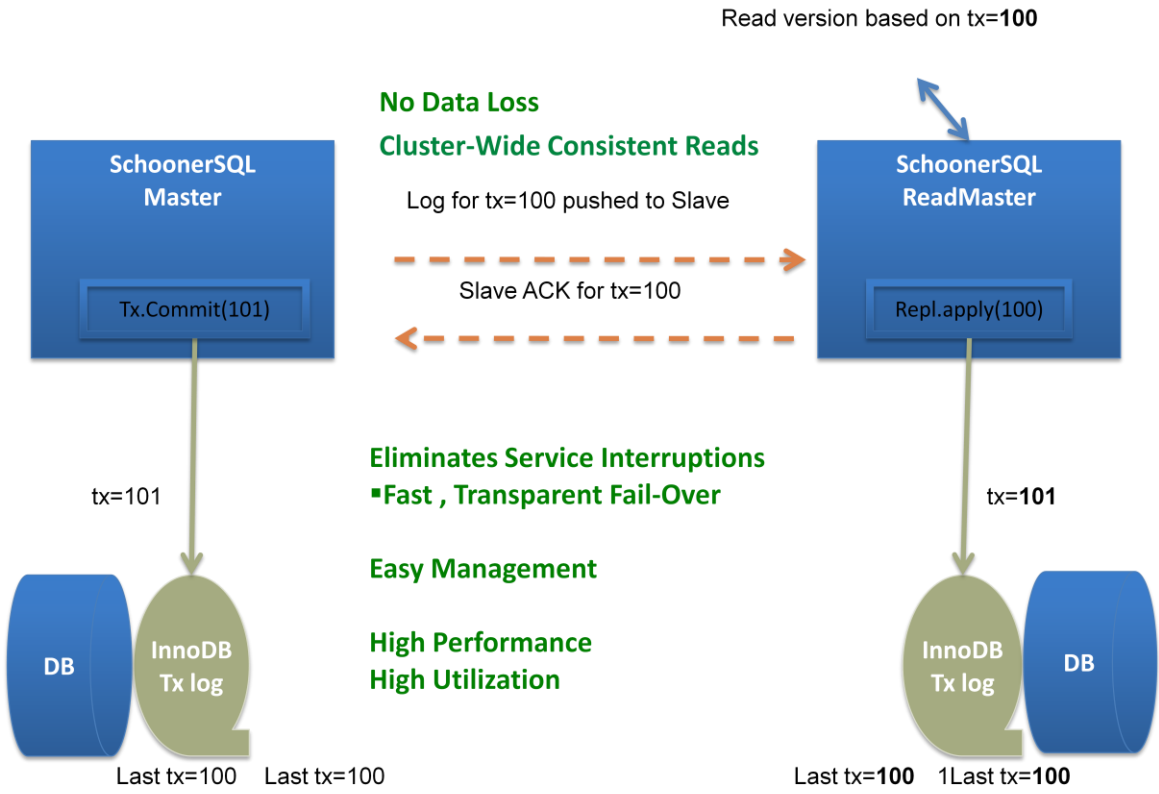 Read version based on tx=100
No Data Loss
Cluster-Wide Consistent Reads
SchoonerSQL
Master
SchoonerSQL
ReadMaster
Log for tx=100 pushed to Slave
Slave ACK for tx=100
Tx.Commit(101)
Repl.apply(100)
Eliminates Service Interruptions
▪Fast , Transparent Fail-Over
tx=101
tx=101
Easy Management
High Performance
High Utilization
DB
InnoDB
Tx log
InnoDB
Tx log
DB
Last tx=100
Last tx=100
Last tx=100
1Last tx=100